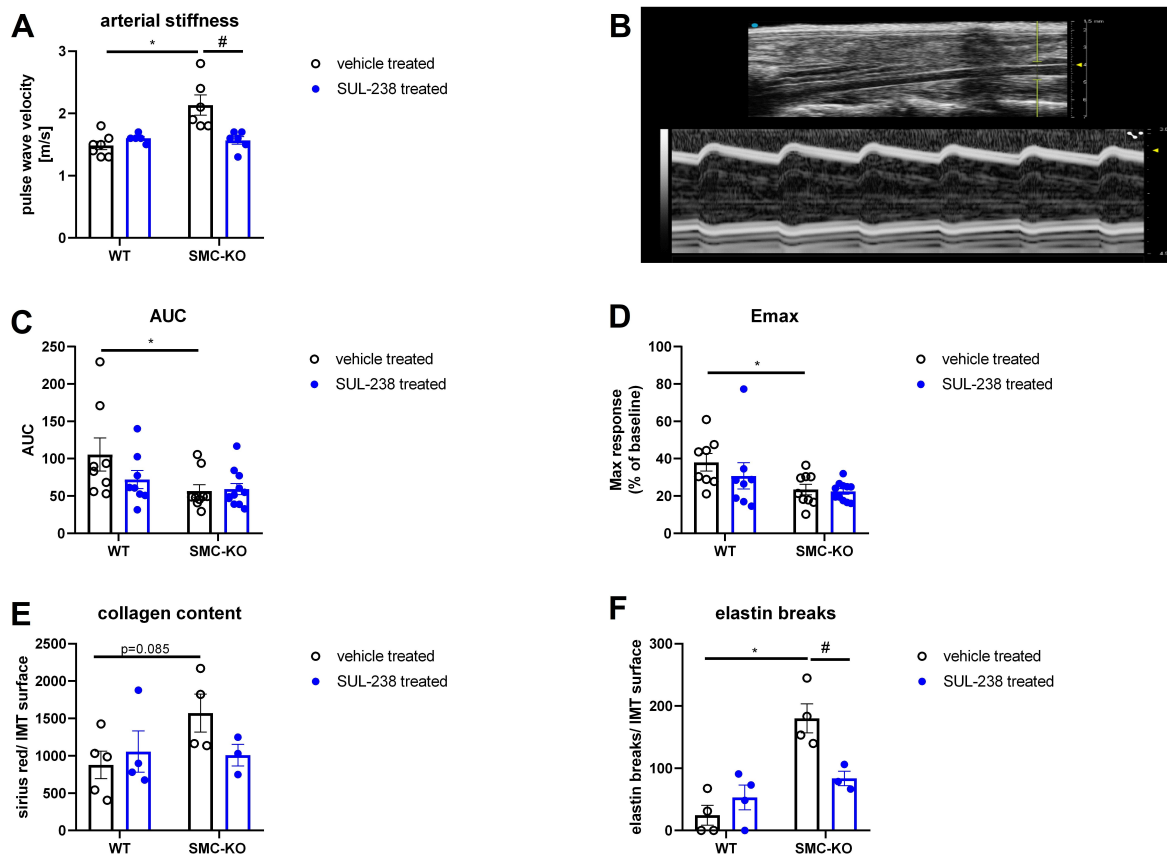 A
arterial stiffness
pulse wave velocity
[m/s]
3
2
1
0
*
#
WT
SMC-KO
vehicle treated
SUL-238 treated
B
C
AUC
AUC
250
200
150
100
50
0
*
WT
SMC-KO
vehicle treated
SUL-238 treated
D
Emax
Max response
(% of baseline)
100
80
60
40
20
0
*
WT
SMC-KO
vehicle treated
SUL-238 treated
E
collagen content
sirius red/ IMT surface
2500
2000
1500
1000
500
0
p=0.085
WT
SMC-KO
vehicle treated
SUL-238 treated
F
elastin breaks
elastin breaks/ IMT surface
300
200
100
0
*
#
WT
SMC-KO
vehicle treated
SUL-238 treated